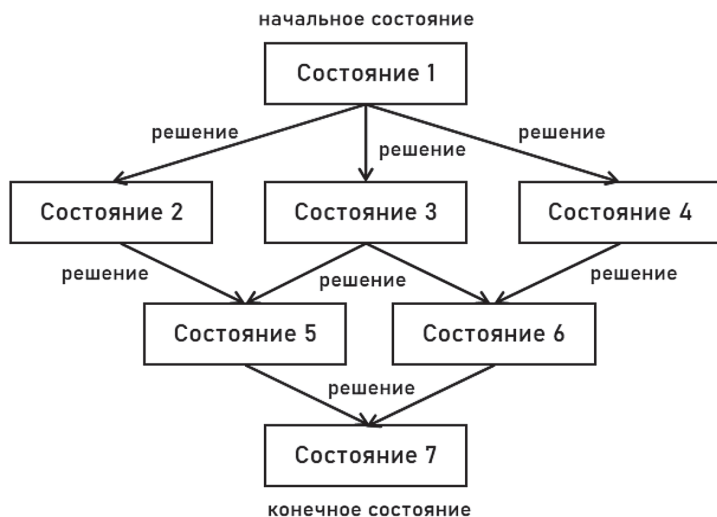 начальное состояние
Состояние 1
решение
решение
решение
Состояние 2
Состояние 3
Состояние 4
решение
решение
решение
Состояние 5
Состояние 6
решение
Состояние 7
конечное состояние